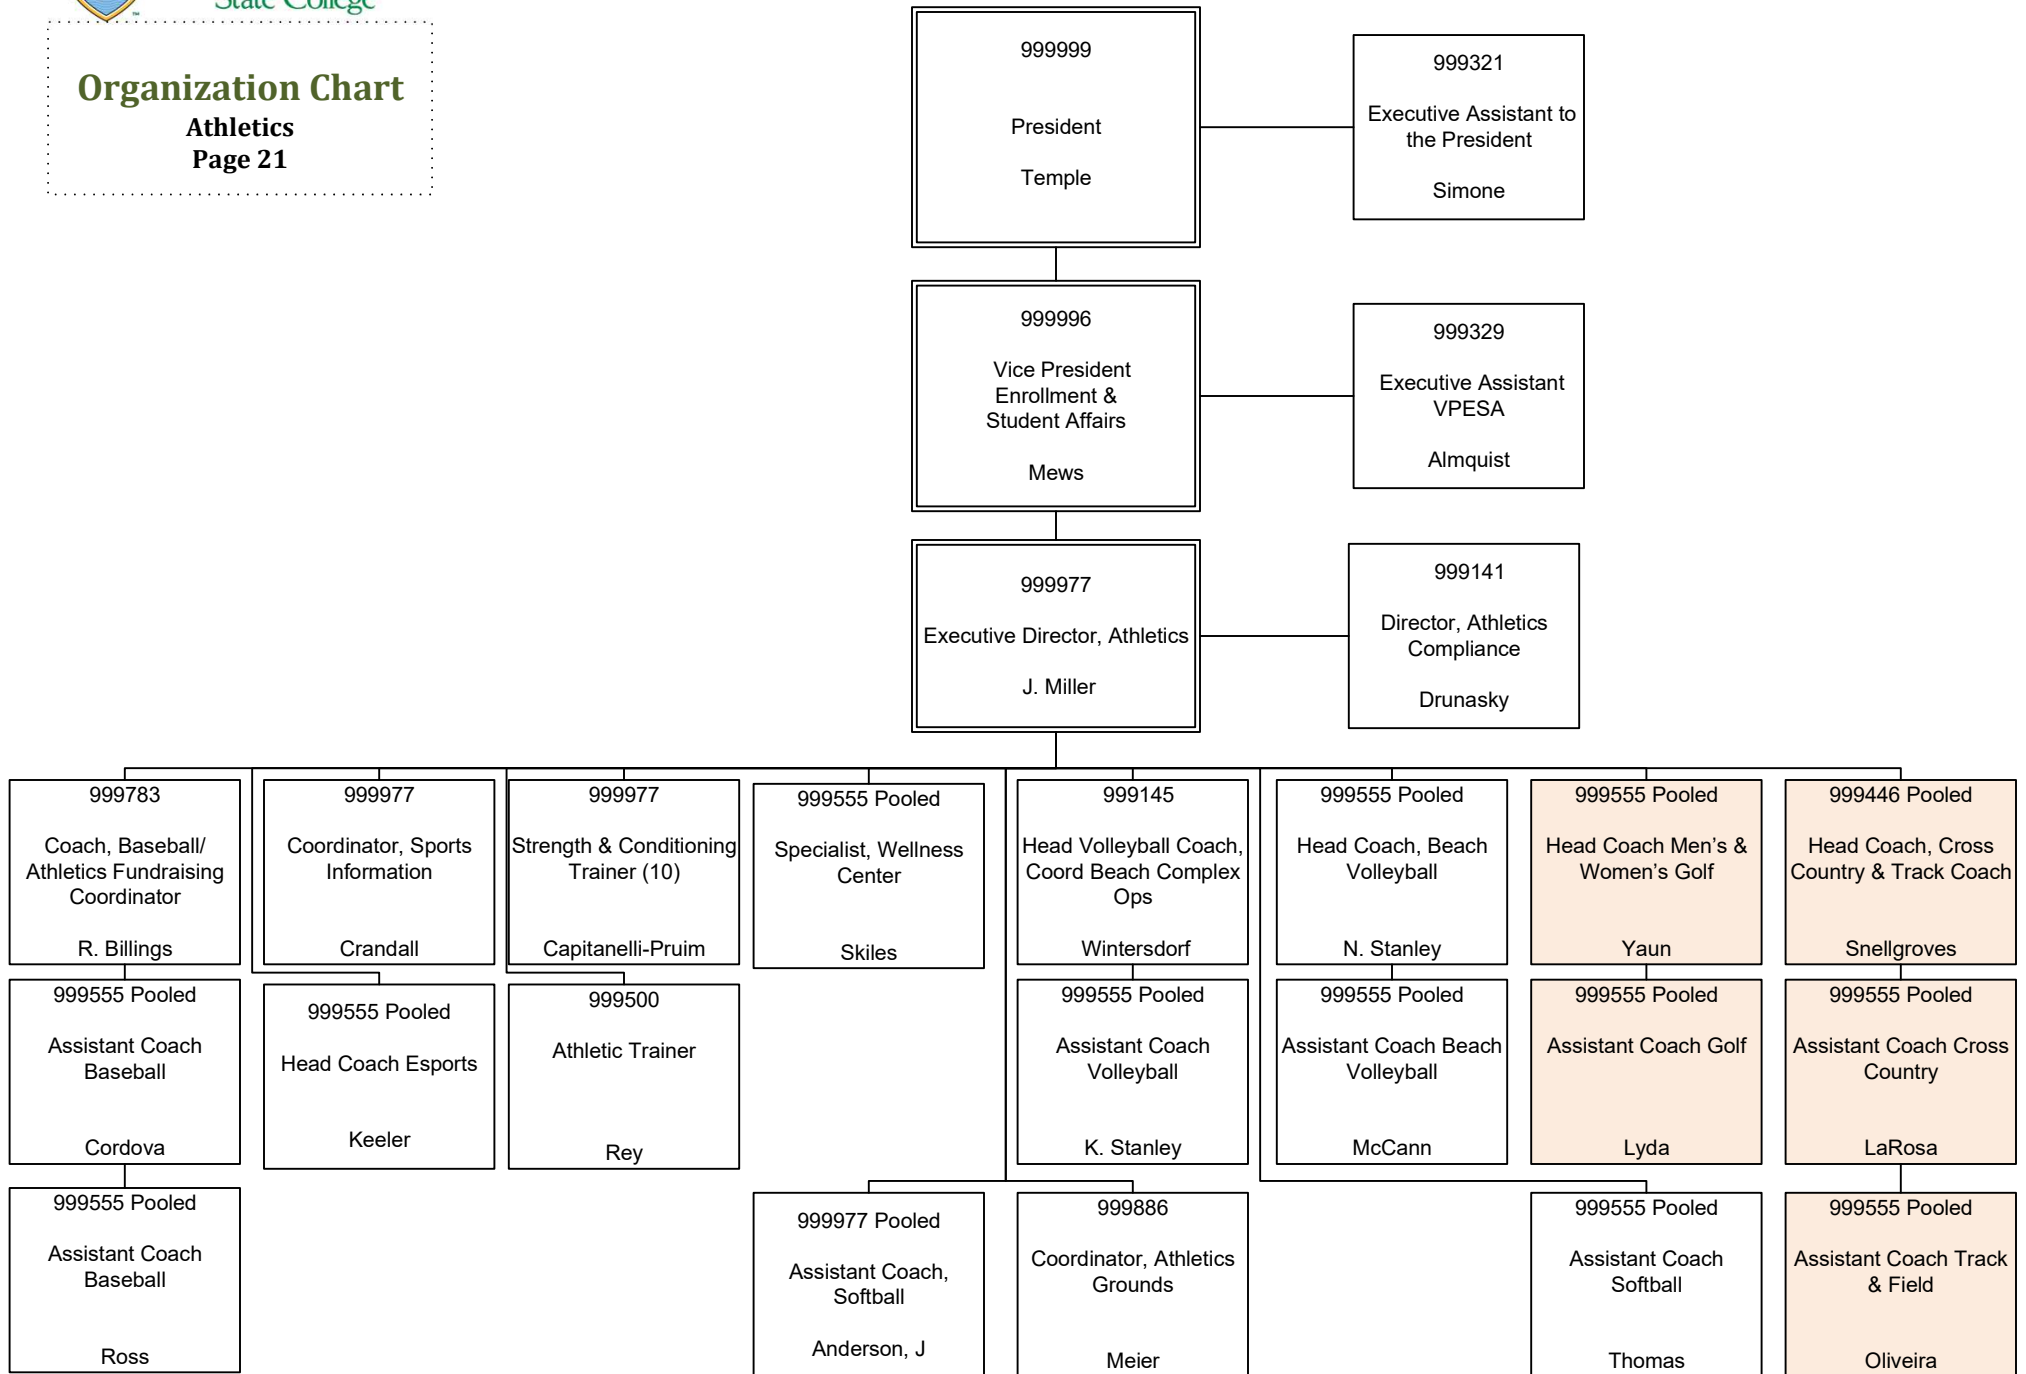 State College
Organization Chart
Athletics
Page 21
999999
President
Temple
999321
Executive Assistant to
the President
Simone
999996
Vice President
Enrollment &
Student Affairs
Mews
999329
Executive Assistant
VPESA
Almquist
999977
Executive Director, Athletics
J. Miller
999141
Director, Athletics
Compliance
Drunasky
999783
Coach, Baseball/
Athletics Fundraising
Coordinator
R. Billings
999977
Coordinator, Sports
Information
Crandall
999977
Strength & Conditioning
Trainer (10)
Capitanelli-Pruim
999555 Pooled
Specialist, Wellness
Center
Skiles
999145
Head Volleyball Coach,
Coord Beach Complex
Ops
Wintersdorf
999555 Pooled
Head Coach, Beach
Volleyball
N. Stanley
999555 Pooled
Head Coach Men’s &
Women’s Golf
Yaun
999446 Pooled
Head Coach, Cross
Country & Track Coach
Snellgroves
999555 Pooled
Assistant Coach
Baseball
Cordova
999555 Pooled
Head Coach Esports
Keeler
999500
Athletic Trainer
Rey
999555 Pooled
Assistant Coach
Volleyball
K. Stanley
999555 Pooled
Assistant Coach Beach
Volleyball
McCann
999555 Pooled
Assistant Coach Golf
Lyda
999555 Pooled
Assistant Coach Cross
Country
LaRosa
999555 Pooled
Assistant Coach
Baseball
Ross
999977 Pooled
Assistant Coach,
Softball
Anderson, J
999886
Coordinator, Athletics
Grounds
Meier
999555 Pooled
Assistant Coach
Softball
Thomas
999555 Pooled
Assistant Coach Track
& Field
Oliveira